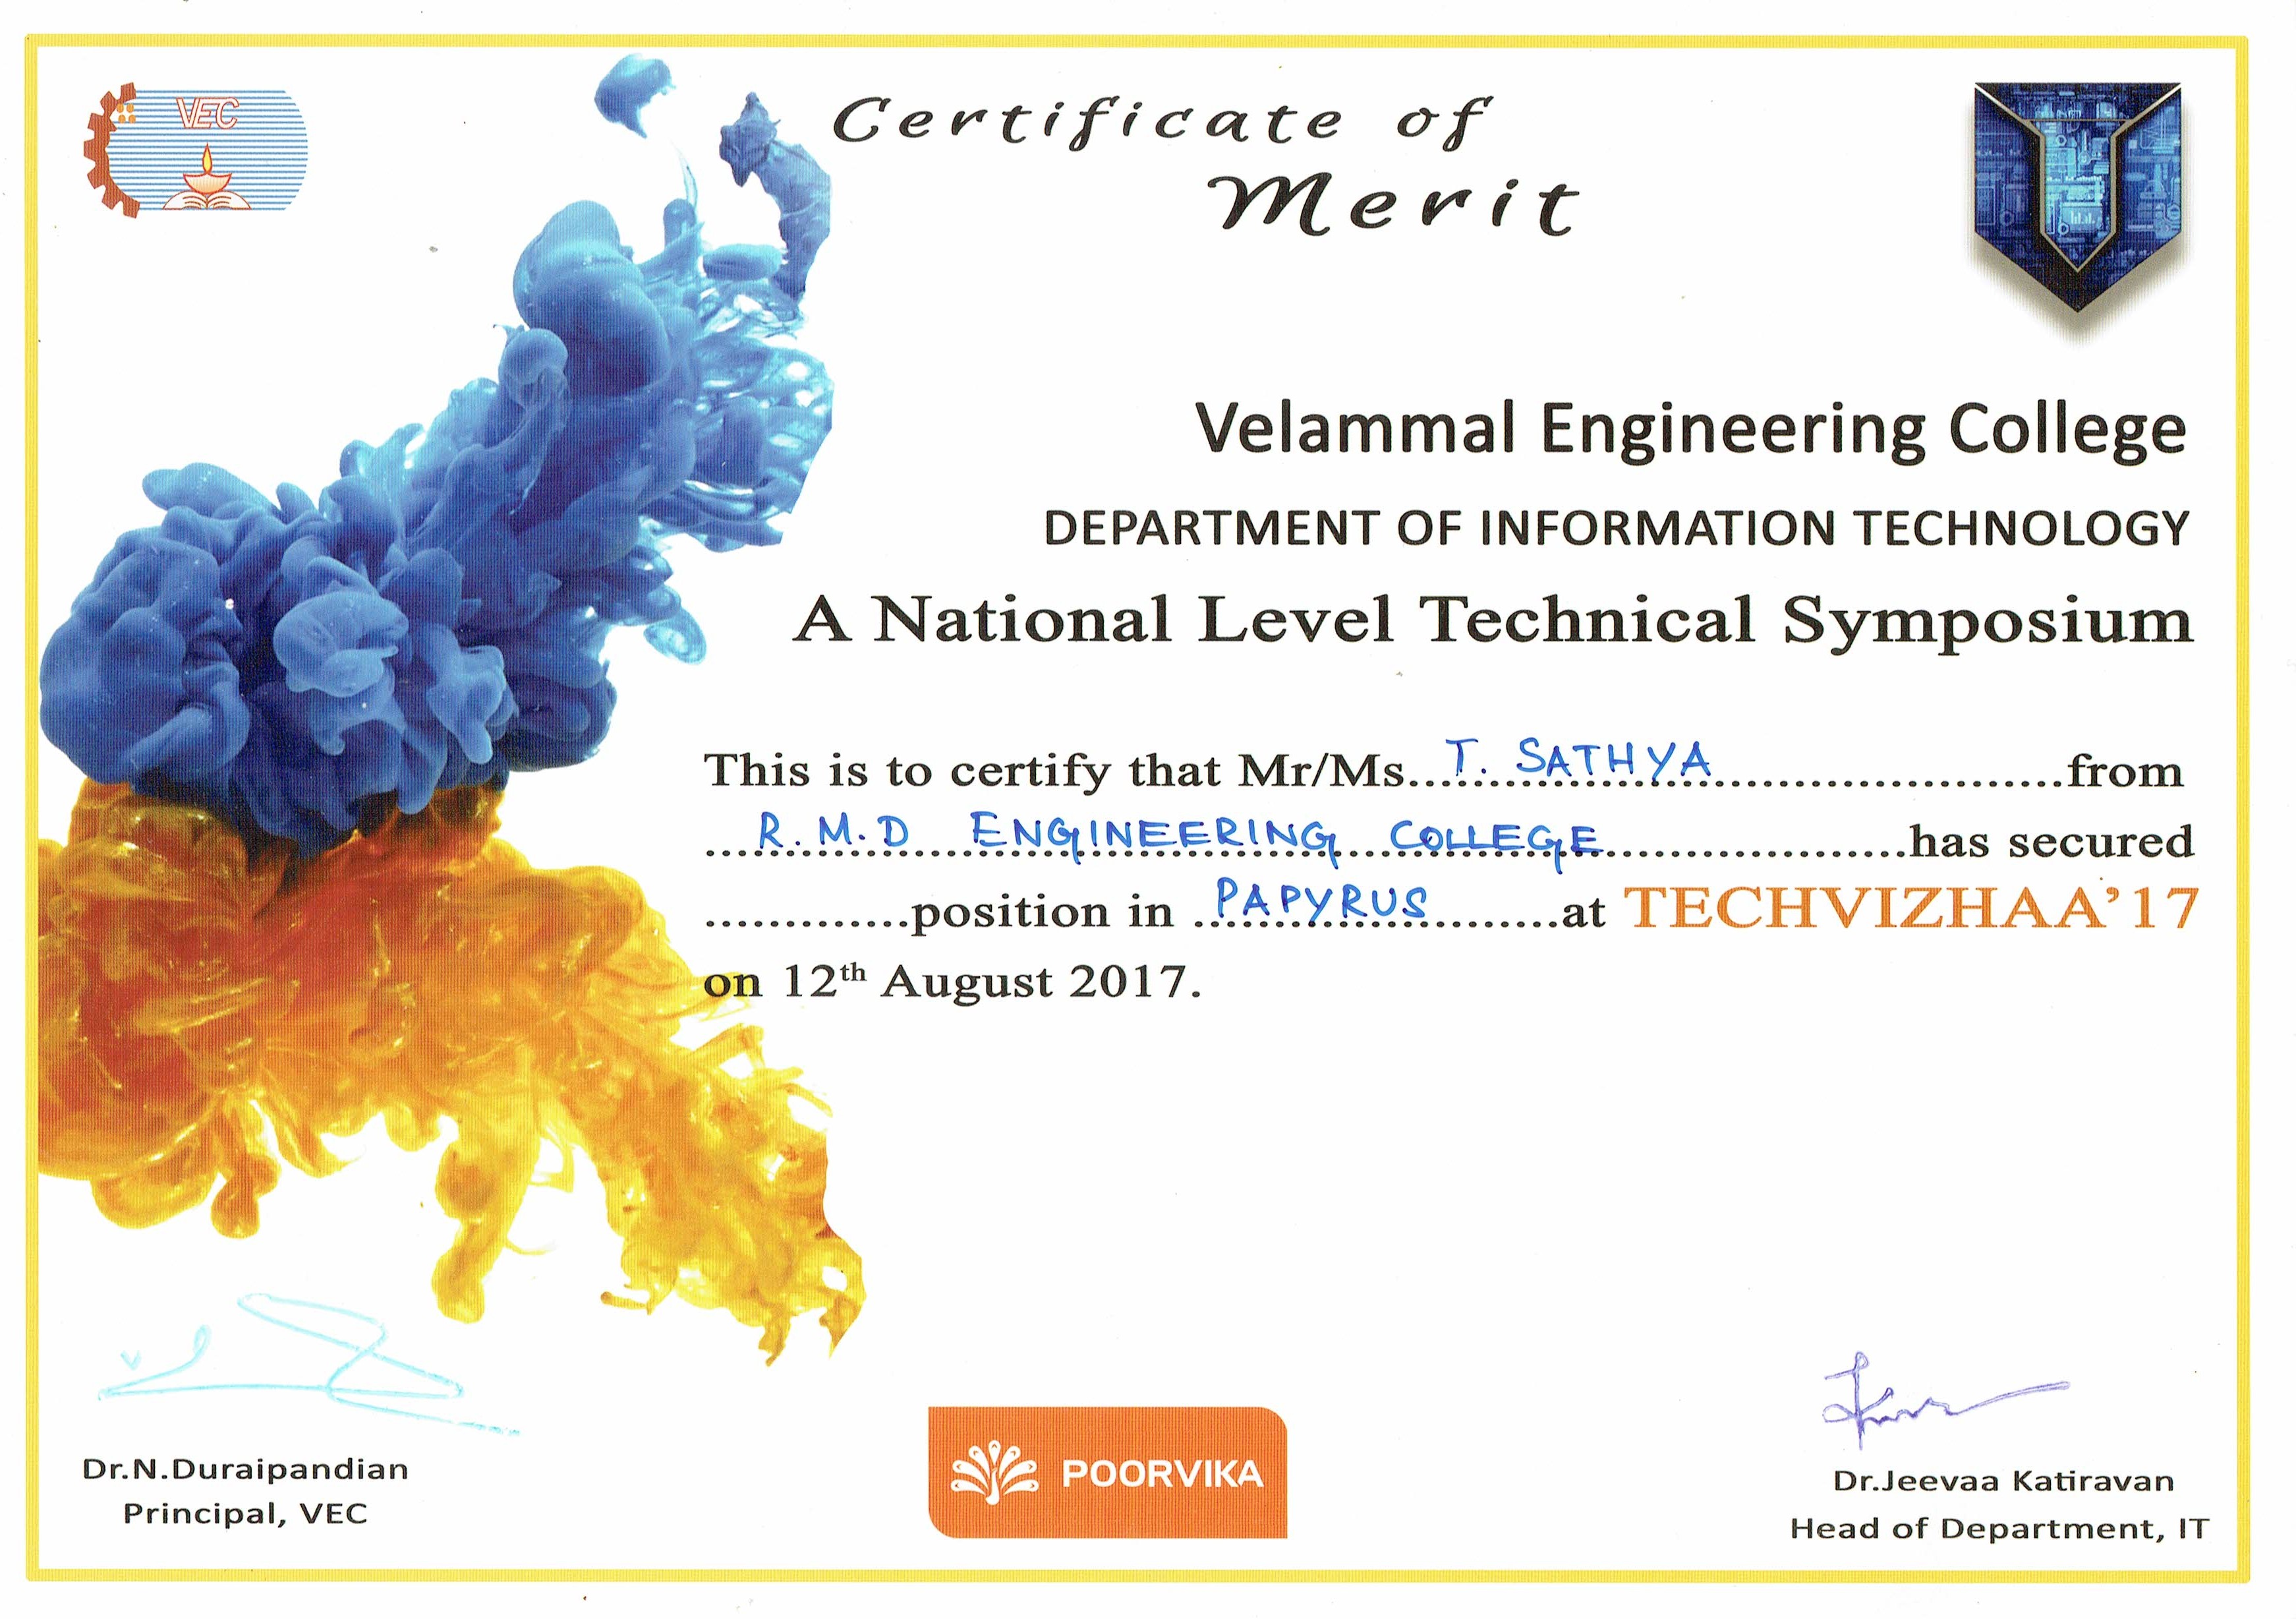 VEC
Certificate of
Merit
Velammal Engineering College
DEPARTMENT OF INFORMATION TECHNOLOGY
A National Level Technical Symposium
This is to certify that Mr/Ms....T. SATHYA....from
....R.M.D ENGINEERING COLLEGE....has secured
.............position in ....PAPYRUS....at TECHVIZHAA'17
on 12th August 2017.
Dr.N.Duraipandian
Principal, VEC
POORVIKA
Dr.Jeevaa Katiravan
Head of Department, IT